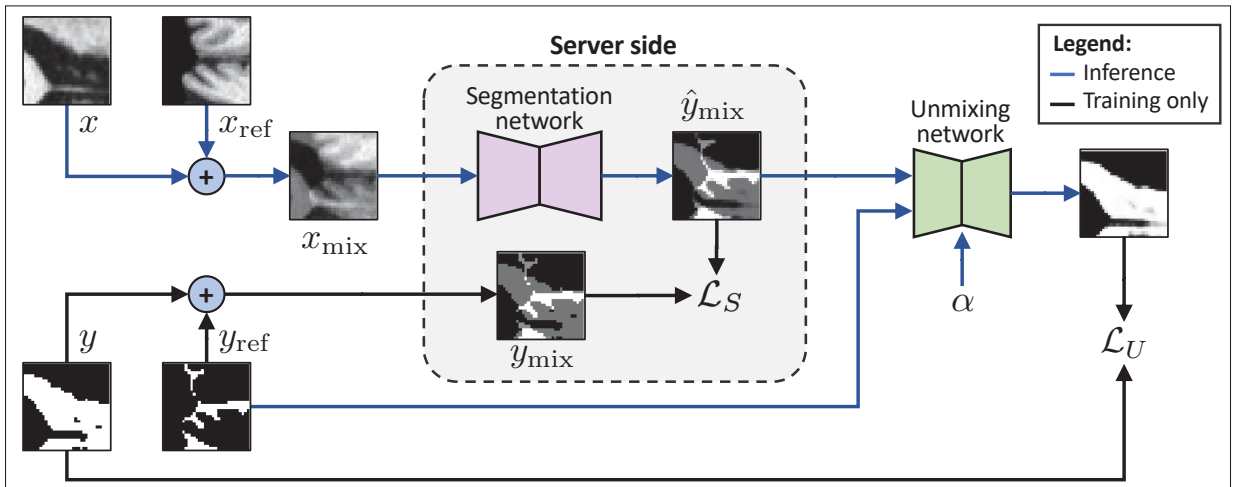 Server side
Legend:
Inference
Training only
Segmentation
network
ŷ_mix
Unmixing
network
x
x_ref
+
x_mix
+
y
y_ref
y_mix
ℒ_S
α
ℒ_U